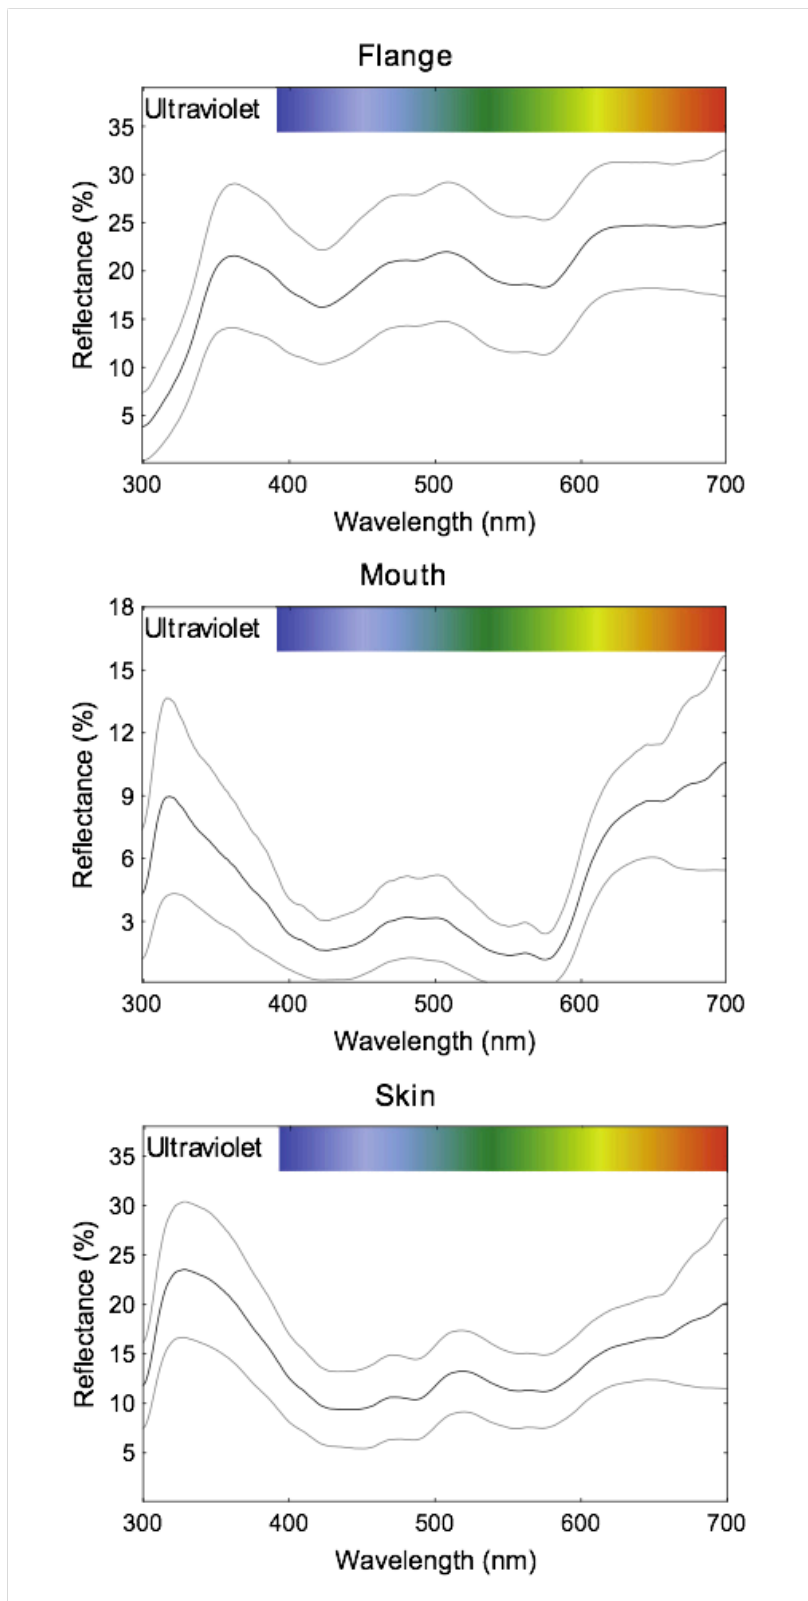 Flange
Ultraviolet
35
30
25
20
15
10
5
Reflectance (%)
300 400 500 600 700
Wavelength (nm)
Mouth
Ultraviolet
18
15
12
9
6
3
Reflectance (%)
300 400 500 600 700
Wavelength (nm)
Skin
Ultraviolet
35
30
25
20
15
10
5
Reflectance (%)
300 400 500 600 700
Wavelength (nm)